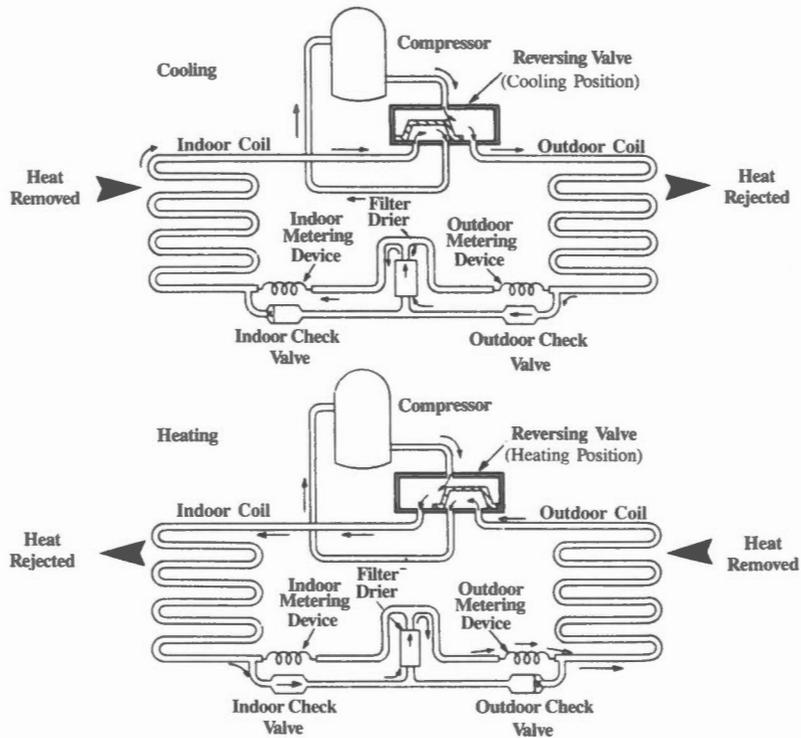 Compressor
Reversing Valve
(Cooling Position)
Cooling
Indoor Coil
Outdoor Coil
Heat
Removed
Heat
Rejected
Filter
Drier
Indoor
Metering
Device
Outdoor
Metering
Device
Indoor Check
Valve
Outdoor Check
Valve
Compressor
Reversing Valve
(Heating Position)
Heating
Indoor Coil
Outdoor Coil
Heat
Rejected
Heat
Removed
Filter
Drier
Indoor
Metering
Device
Outdoor
Metering
Device
Indoor Check
Valve
Outdoor Check
Valve